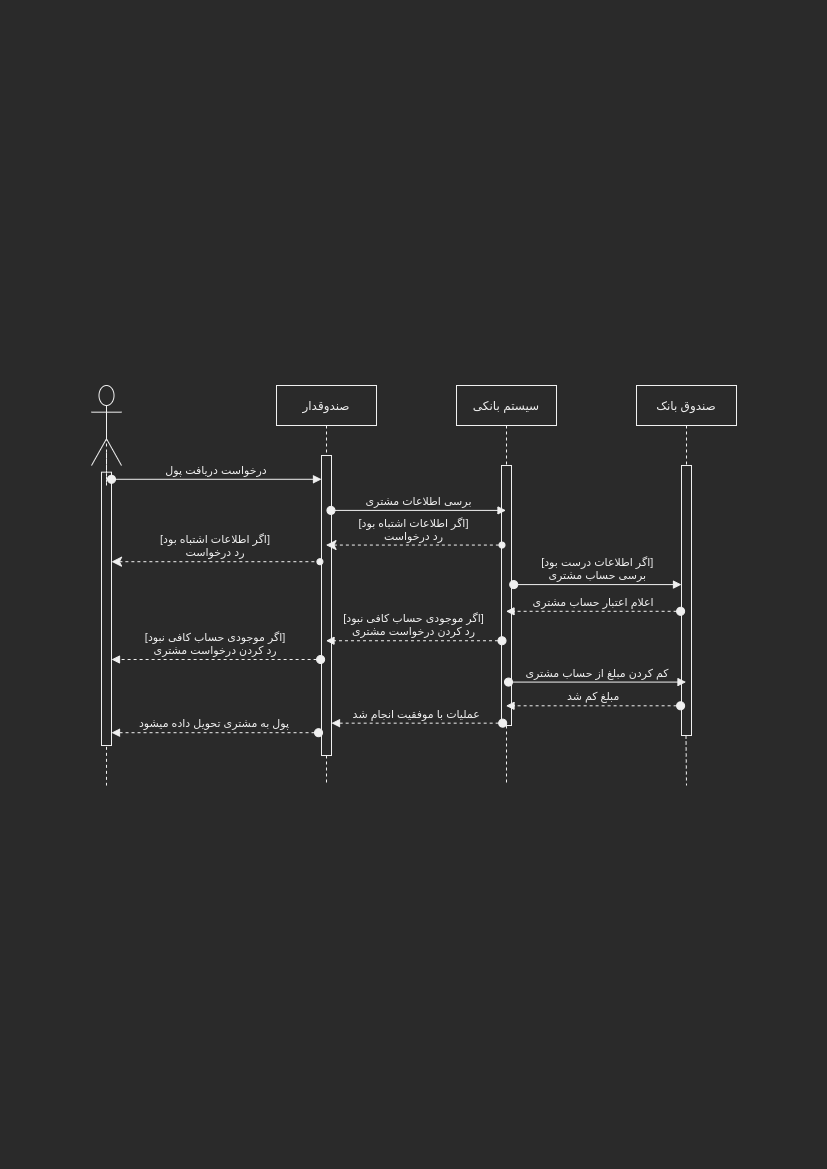 صندوقدار
سیستم بانکی
صندوق بانک
درخواست دریافت پول
برسی اطلاعات مشتری
[اگر اطلاعات اشتباه بود]
رد درخواست
[اگر اطلاعات اشتباه بود]
رد درخواست
[اگر اطلاعات درست بود]
برسی حساب مشتری
اعلام اعتبار حساب مشتری
[اگر موجودی حساب کافی نبود]
رد کردن درخواست مشتری
[اگر موجودی حساب کافی نبود]
رد کردن درخواست مشتری
کم کردن مبلغ از حساب مشتری
مبلغ کم شد
عملیات با موفقیت انجام شد
پول به مشتری تحویل داده میشود